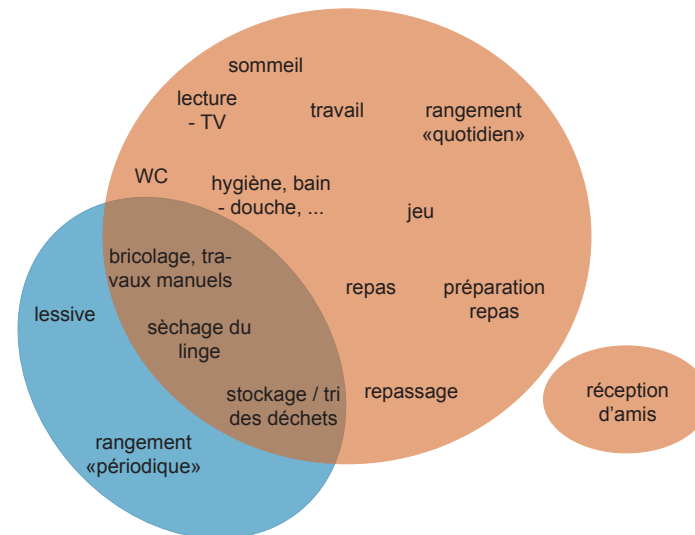 sommeil
lecture
- TV
travail
rangement
«quotidien»
WC
hygiène, bain
- douche, ...
jeu
bricolage, tra-
vaux manuels
repas
préparation
repas
lessive
sèchage du
linge
stockage / tri
des déchets
repassage
réception
d’amis
rangement
«périodique»